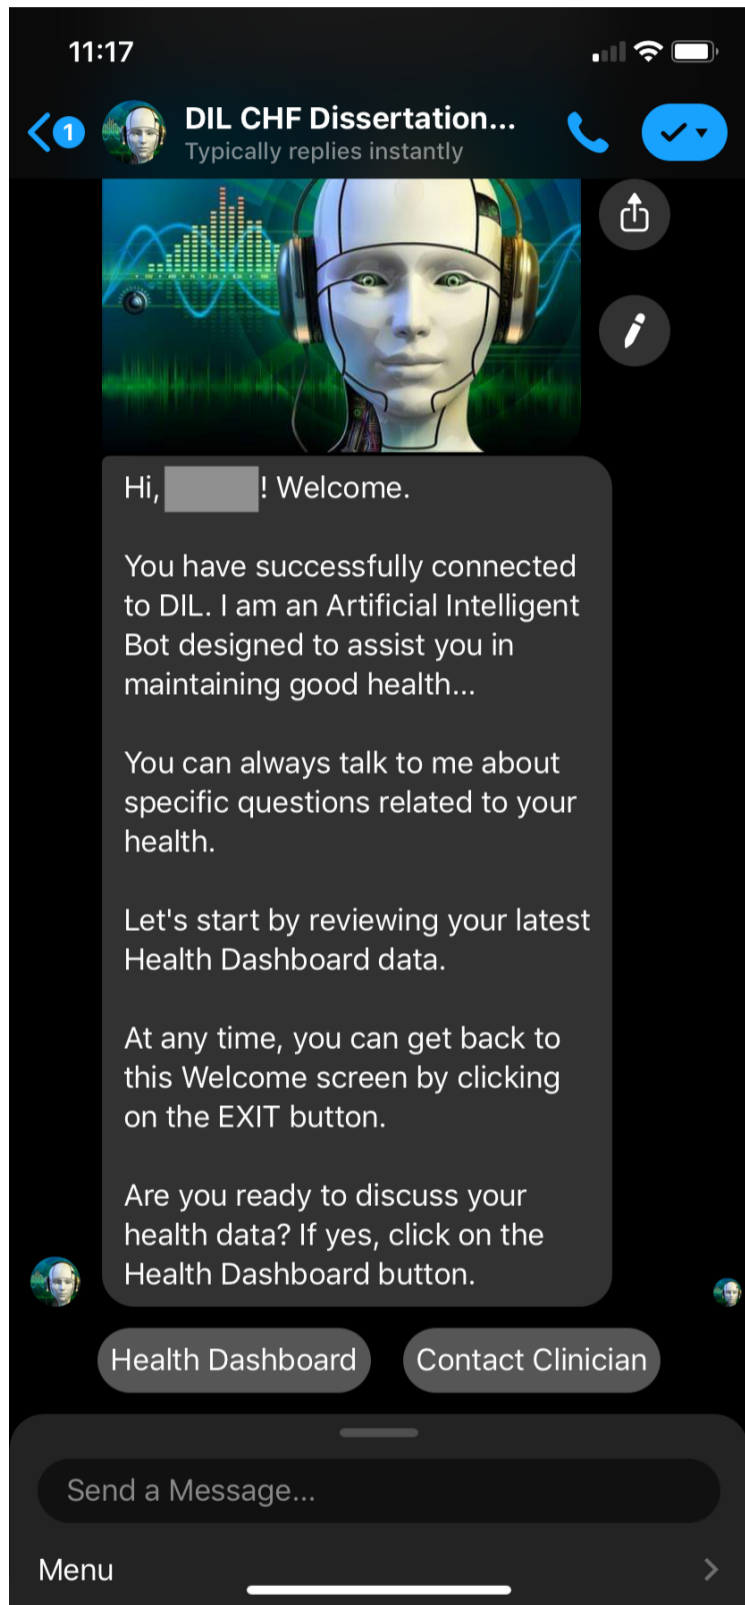 11:17
1
DIL CHF Dissertation...
Typically replies instantly
Hi, ! Welcome.
You have successfully connected
to DIL. I am an Artificial Intelligent
Bot designed to assist you in
maintaining good health...
You can always talk to me about
specific questions related to your
health.
Let's start by reviewing your latest
Health Dashboard data.
At any time, you can get back to
this Welcome screen by clicking
on the EXIT button.
Are you ready to discuss your
health data? If yes, click on the
Health Dashboard button.
Health Dashboard
Contact Clinician
Send a Message...
Menu